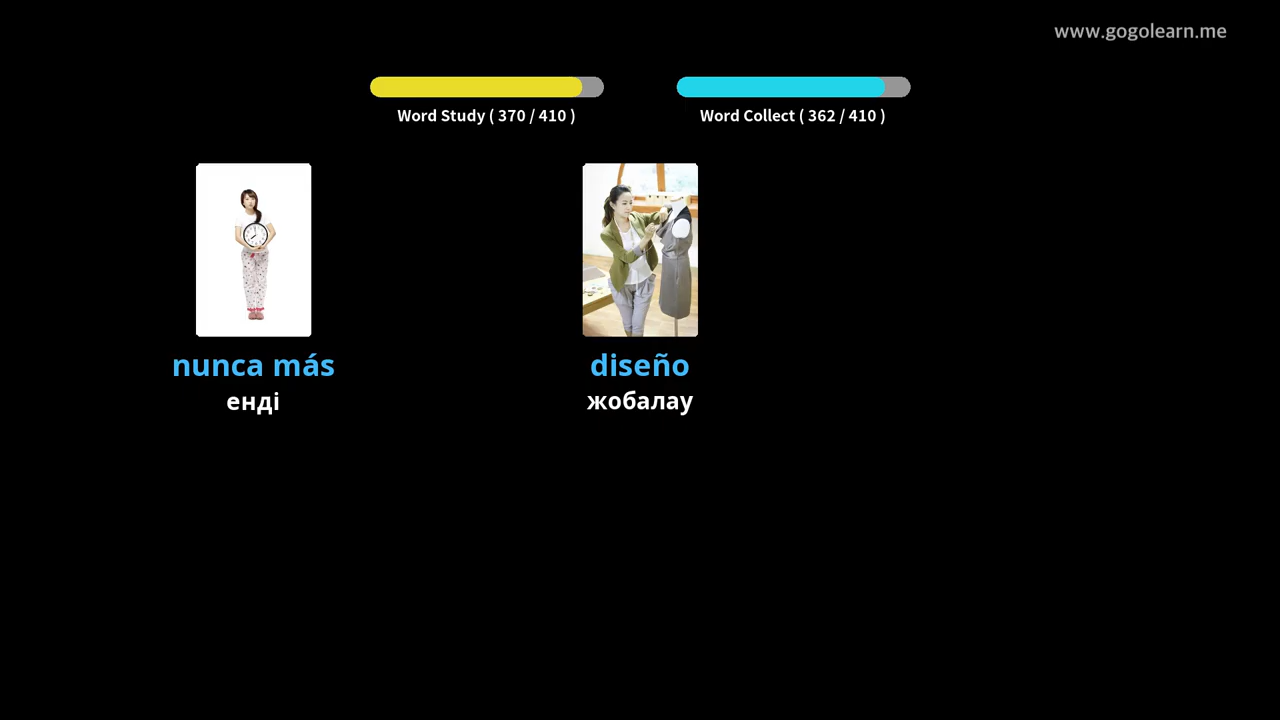 www.gogolearn.me
Word Study ( 370 / 410 )
Word Collect ( 362 / 410 )
nunca más
енді
diseño
жобалау